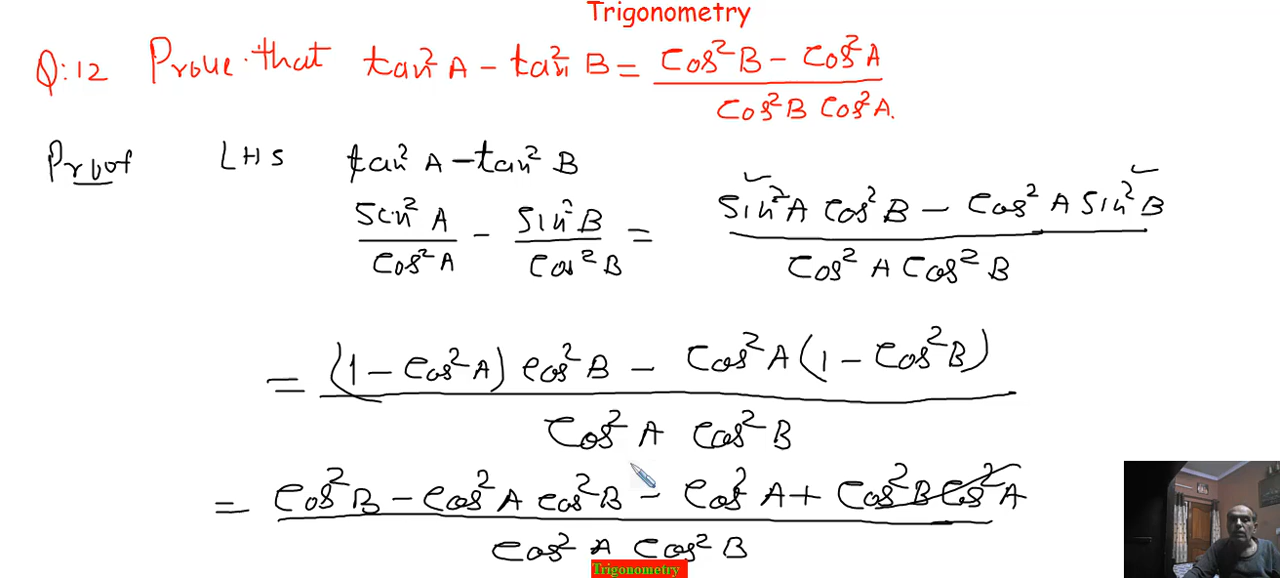 Trigonometry
Q:12 Prove that tan²A - tan²B = (Cos²B - Cos²A) / (Cos²B Cos²A).
Proof LHS tan²A - tan²B
Sin²A / Cos²A - Sin²B / Cos²B = (Sin²A Cos²B - Cos²A Sin²B) / (Cos²A Cos²B)
= ((1 - Cos²A) Cos²B - Cos²A (1 - Cos²B)) / (Cos²A Cos²B)
= (Cos²B - Cos²A Cos²B - Cos²A + Cos²B Cos²A) / (Cos²A Cos²B)
Trigonometry